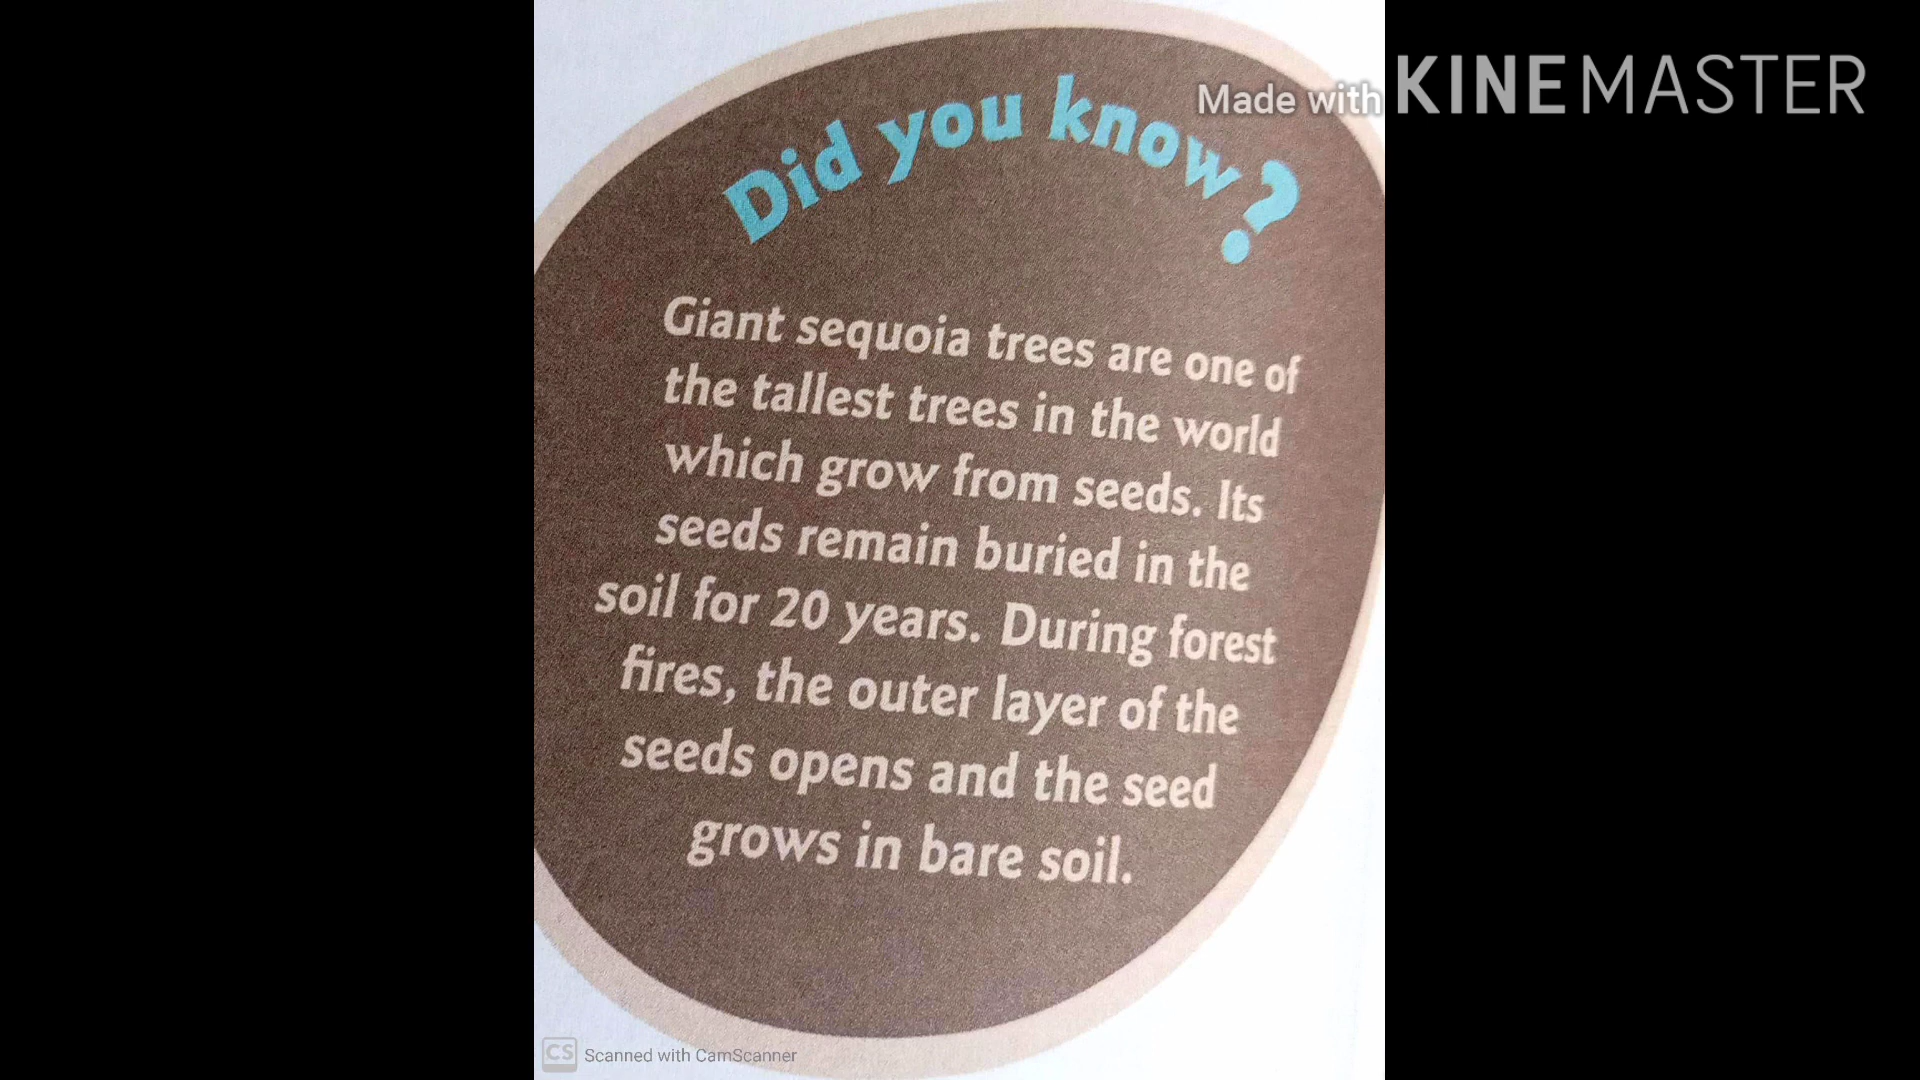 Made with KINEMASTER
Did you know?
Giant sequoia trees are one of
the tallest trees in the world
which grow from seeds. Its
seeds remain buried in the
soil for 20 years. During forest
fires, the outer layer of the
seeds opens and the seed
grows in bare soil.
CS Scanned with CamScanner